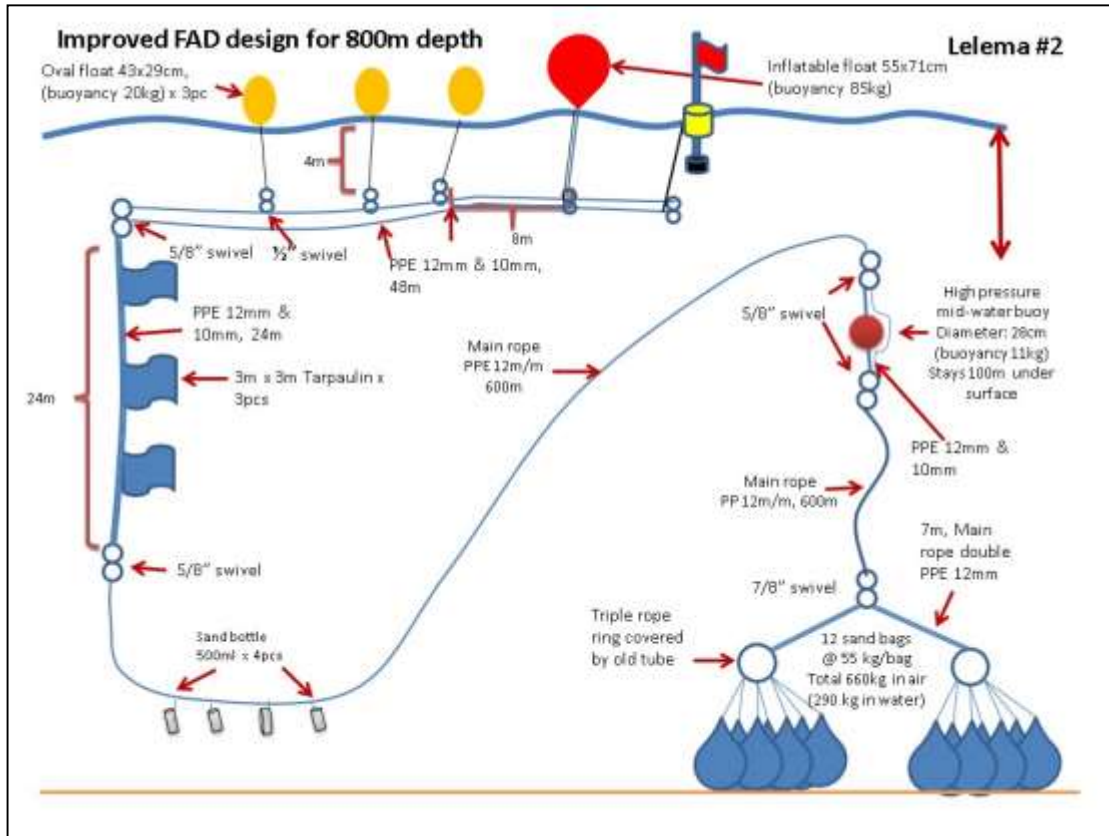 Improved FAD design for 800m depth
Lelema #2
Oval float 43x29cm,
(buoyancy 20kg) x 3pc
Inflatable float 55x71cm
(buoyancy 85kg)
4m
8m
5/8" swivel
½" swivel
PPE 12mm & 10mm,
48m
PPE 12mm &
10mm, 24m
24m
3m x 3m Tarpaulin x
3pcs
5/8" swivel
Sand bottle
500ml x 4pcs
Main rope
PPE 12m/m
600m
5/8" swivel
High pressure
mid-water buoy
Diameter: 28cm
(buoyancy 11kg)
Stays 100m under
surface
PPE 12mm &
10mm
Main rope
PP 12m/m, 600m
7m, Main
rope double
PPE 12mm
7/8" swivel
Triple rope
ring covered
by old tube
12 sand bags
@ 55 kg/bag
Total 660kg in air
(290 kg in water)